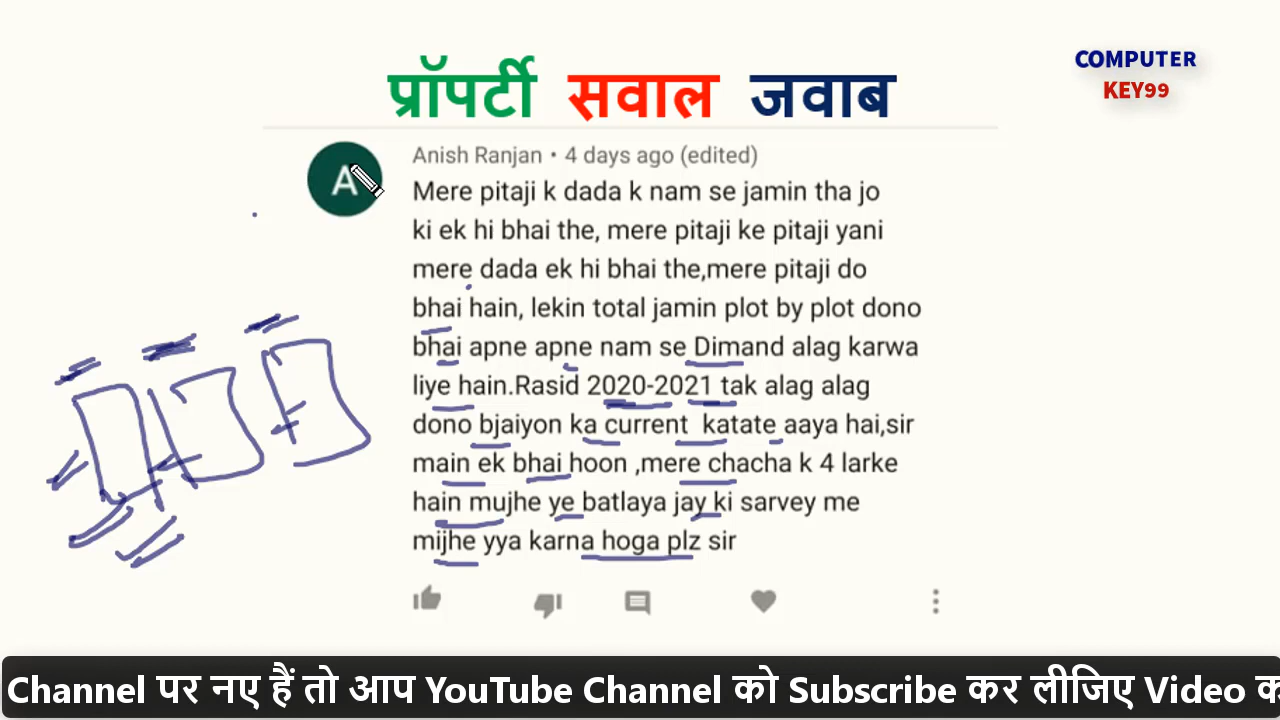 COMPUTER
KEY99
प्रॉपर्टी सवाल जवाब
A
Anish Ranjan • 4 days ago (edited)
Mere pitaji k dada k nam se jamin tha jo
ki ek hi bhai the, mere pitaji ke pitaji yani
mere dada ek hi bhai the,mere pitaji do
bhai hain, lekin total jamin plot by plot dono
bhai apne apne nam se Dimand alag karwa
liye hain.Rasid 2020-2021 tak alag alag
dono bjaiyon ka current katate aaya hai,sir
main ek bhai hoon ,mere chacha k 4 larke
hain mujhe ye batlaya jay ki sarvey me
mijhe yya karna hoga plz sir
Channel पर नए हैं तो आप YouTube Channel को Subscribe कर लीजिए Video क